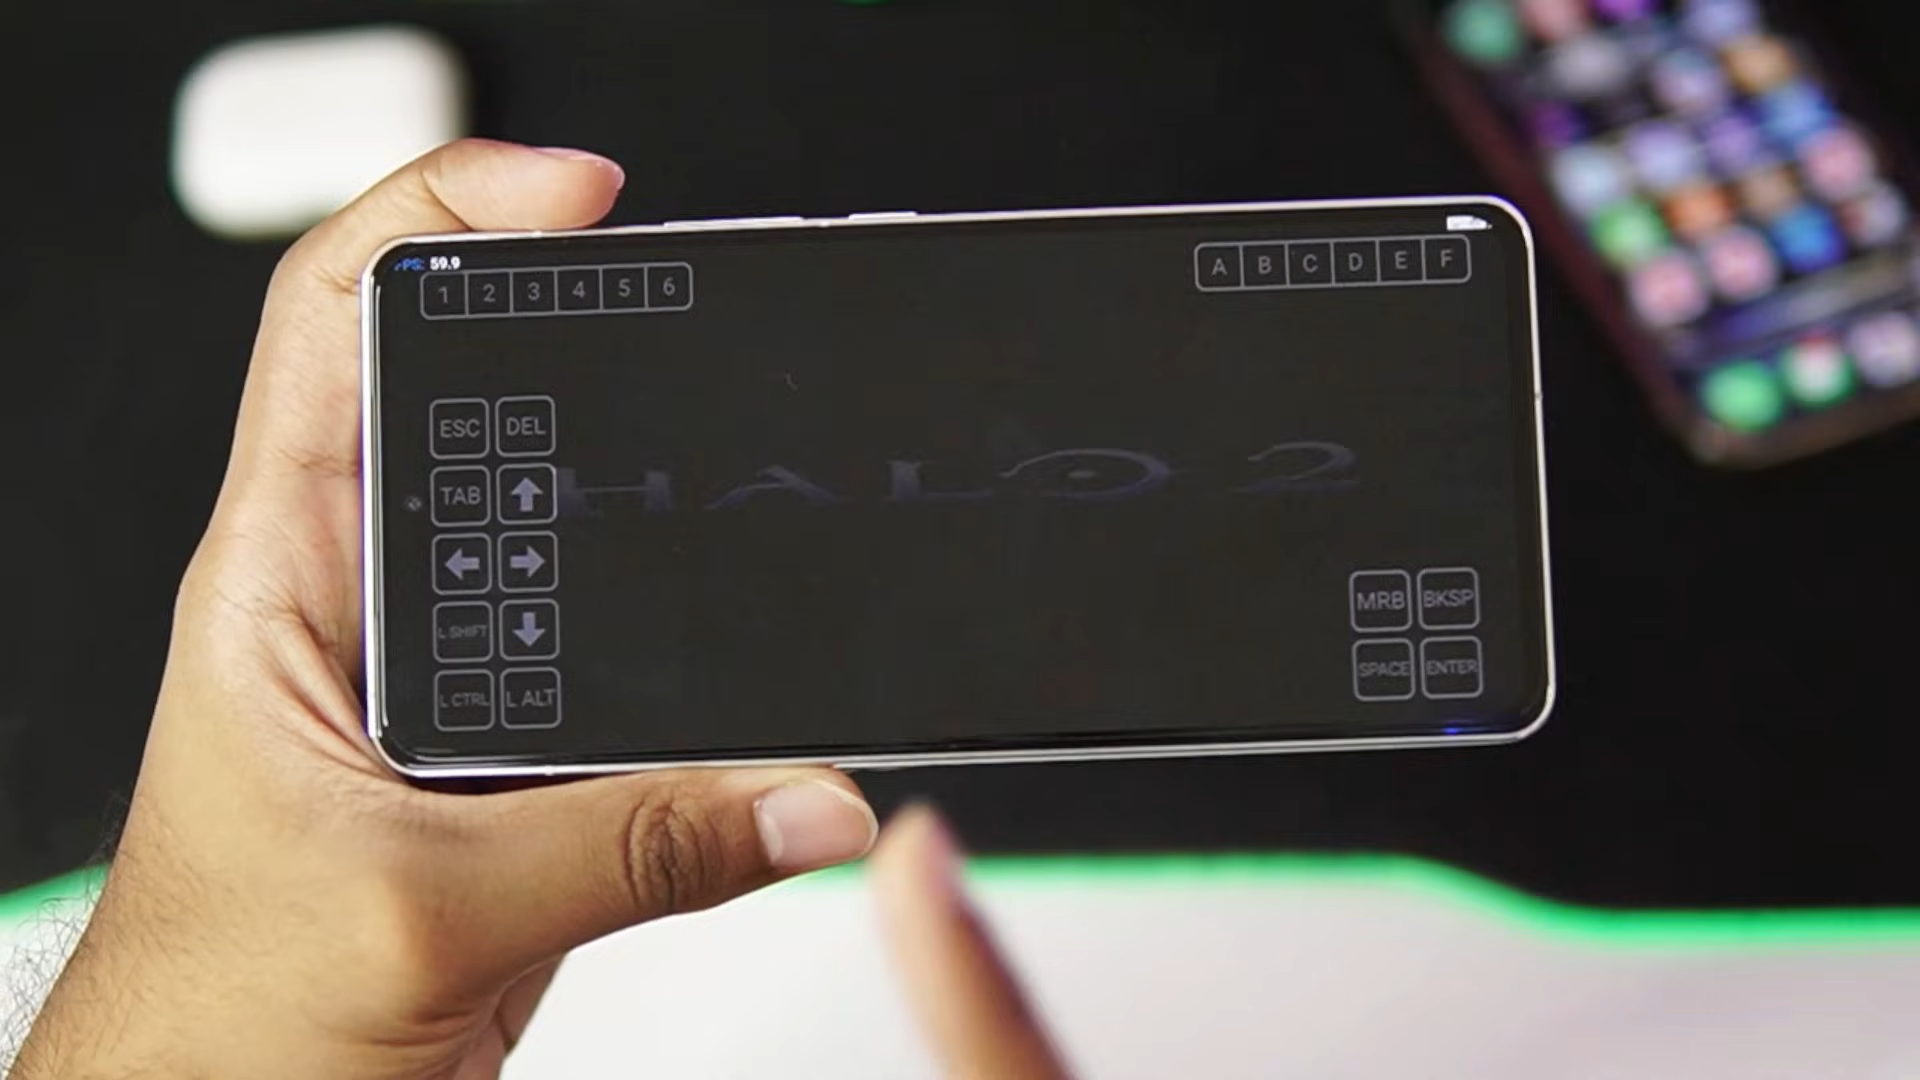 FPS: 59.9
1 2 3 4 5 6
A B C D E F
ESC DEL
TAB
HALO 2
L SHIFT
L CTRL L ALT
MRB BKSP
SPACE ENTER